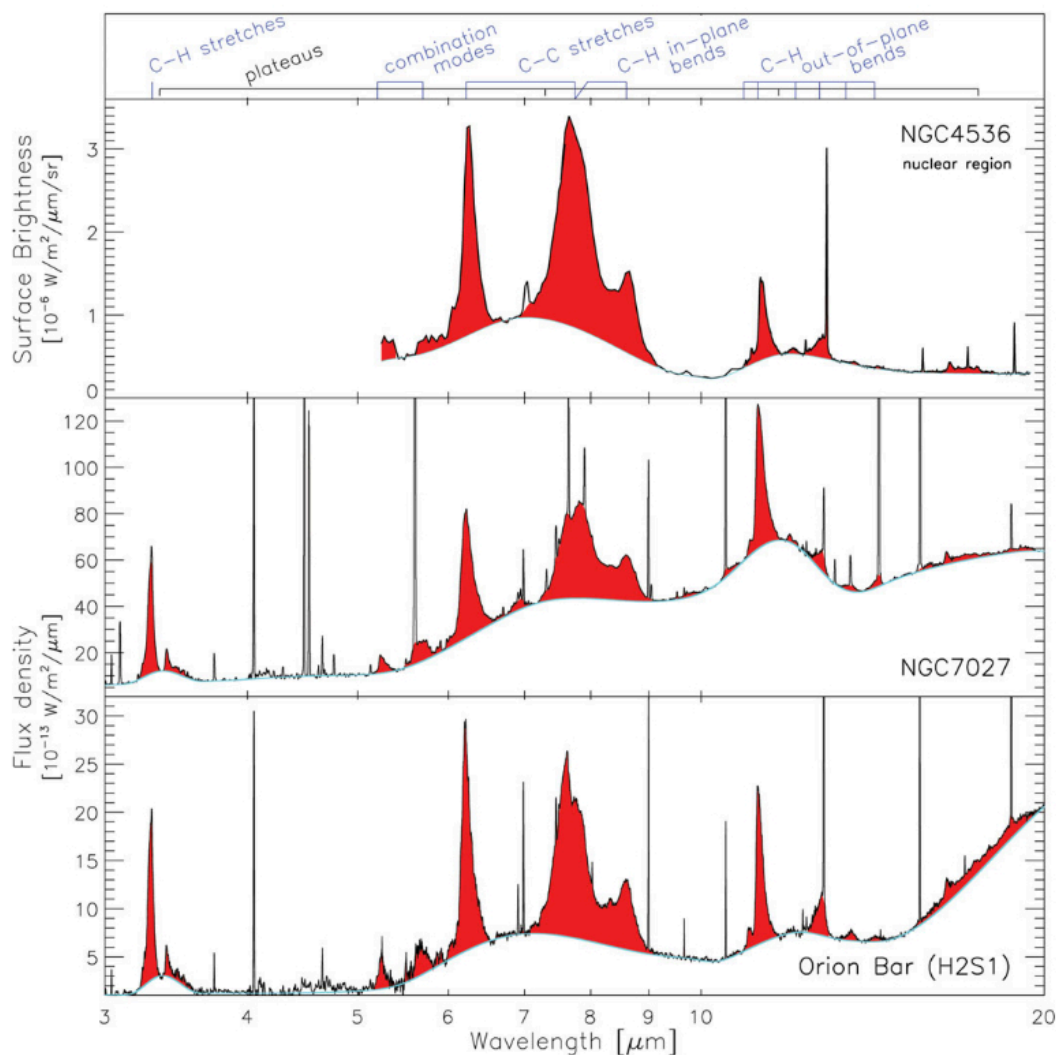 C–H stretches
plateaus
combination
modes
C–C stretches
C–H in–plane
bends
C–H
out–of–plane
bends
NGC4536
nuclear region
Surface Brightness
[10⁻⁶ W/m²/μm/sr]
3
2
1
0
120
100
80
60
40
20
NGC7027
Flux density
[10⁻¹³ W/m²/μm]
30
25
20
15
10
5
Orion Bar (H2S1)
3
4
5
6
7
8
9
10
20
Wavelength [μm]